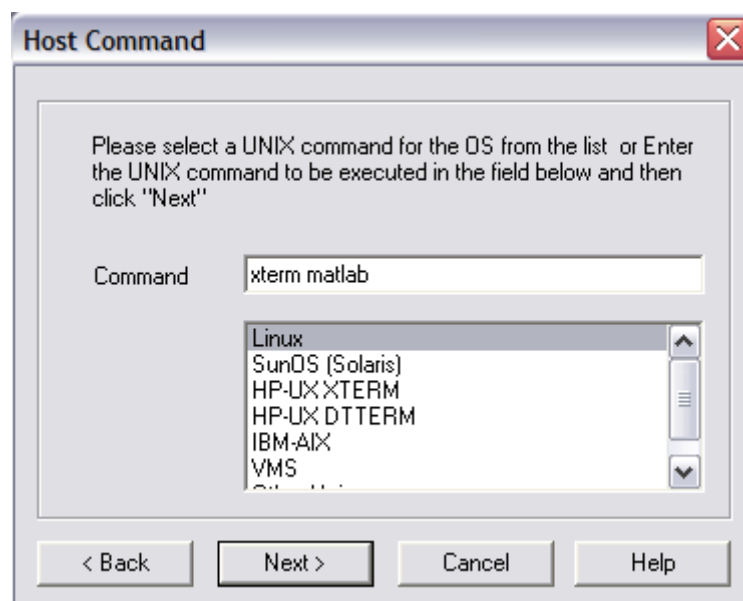 Host Command
Please select a UNIX command for the OS from the list or Enter
the UNIX command to be executed in the field below and then
click "Next"
Command
xterm matlab
Linux
SunOS (Solaris)
HP-UX XTERM
HP-UX DTTERM
IBM-AIX
VMS
< Back
Next >
Cancel
Help